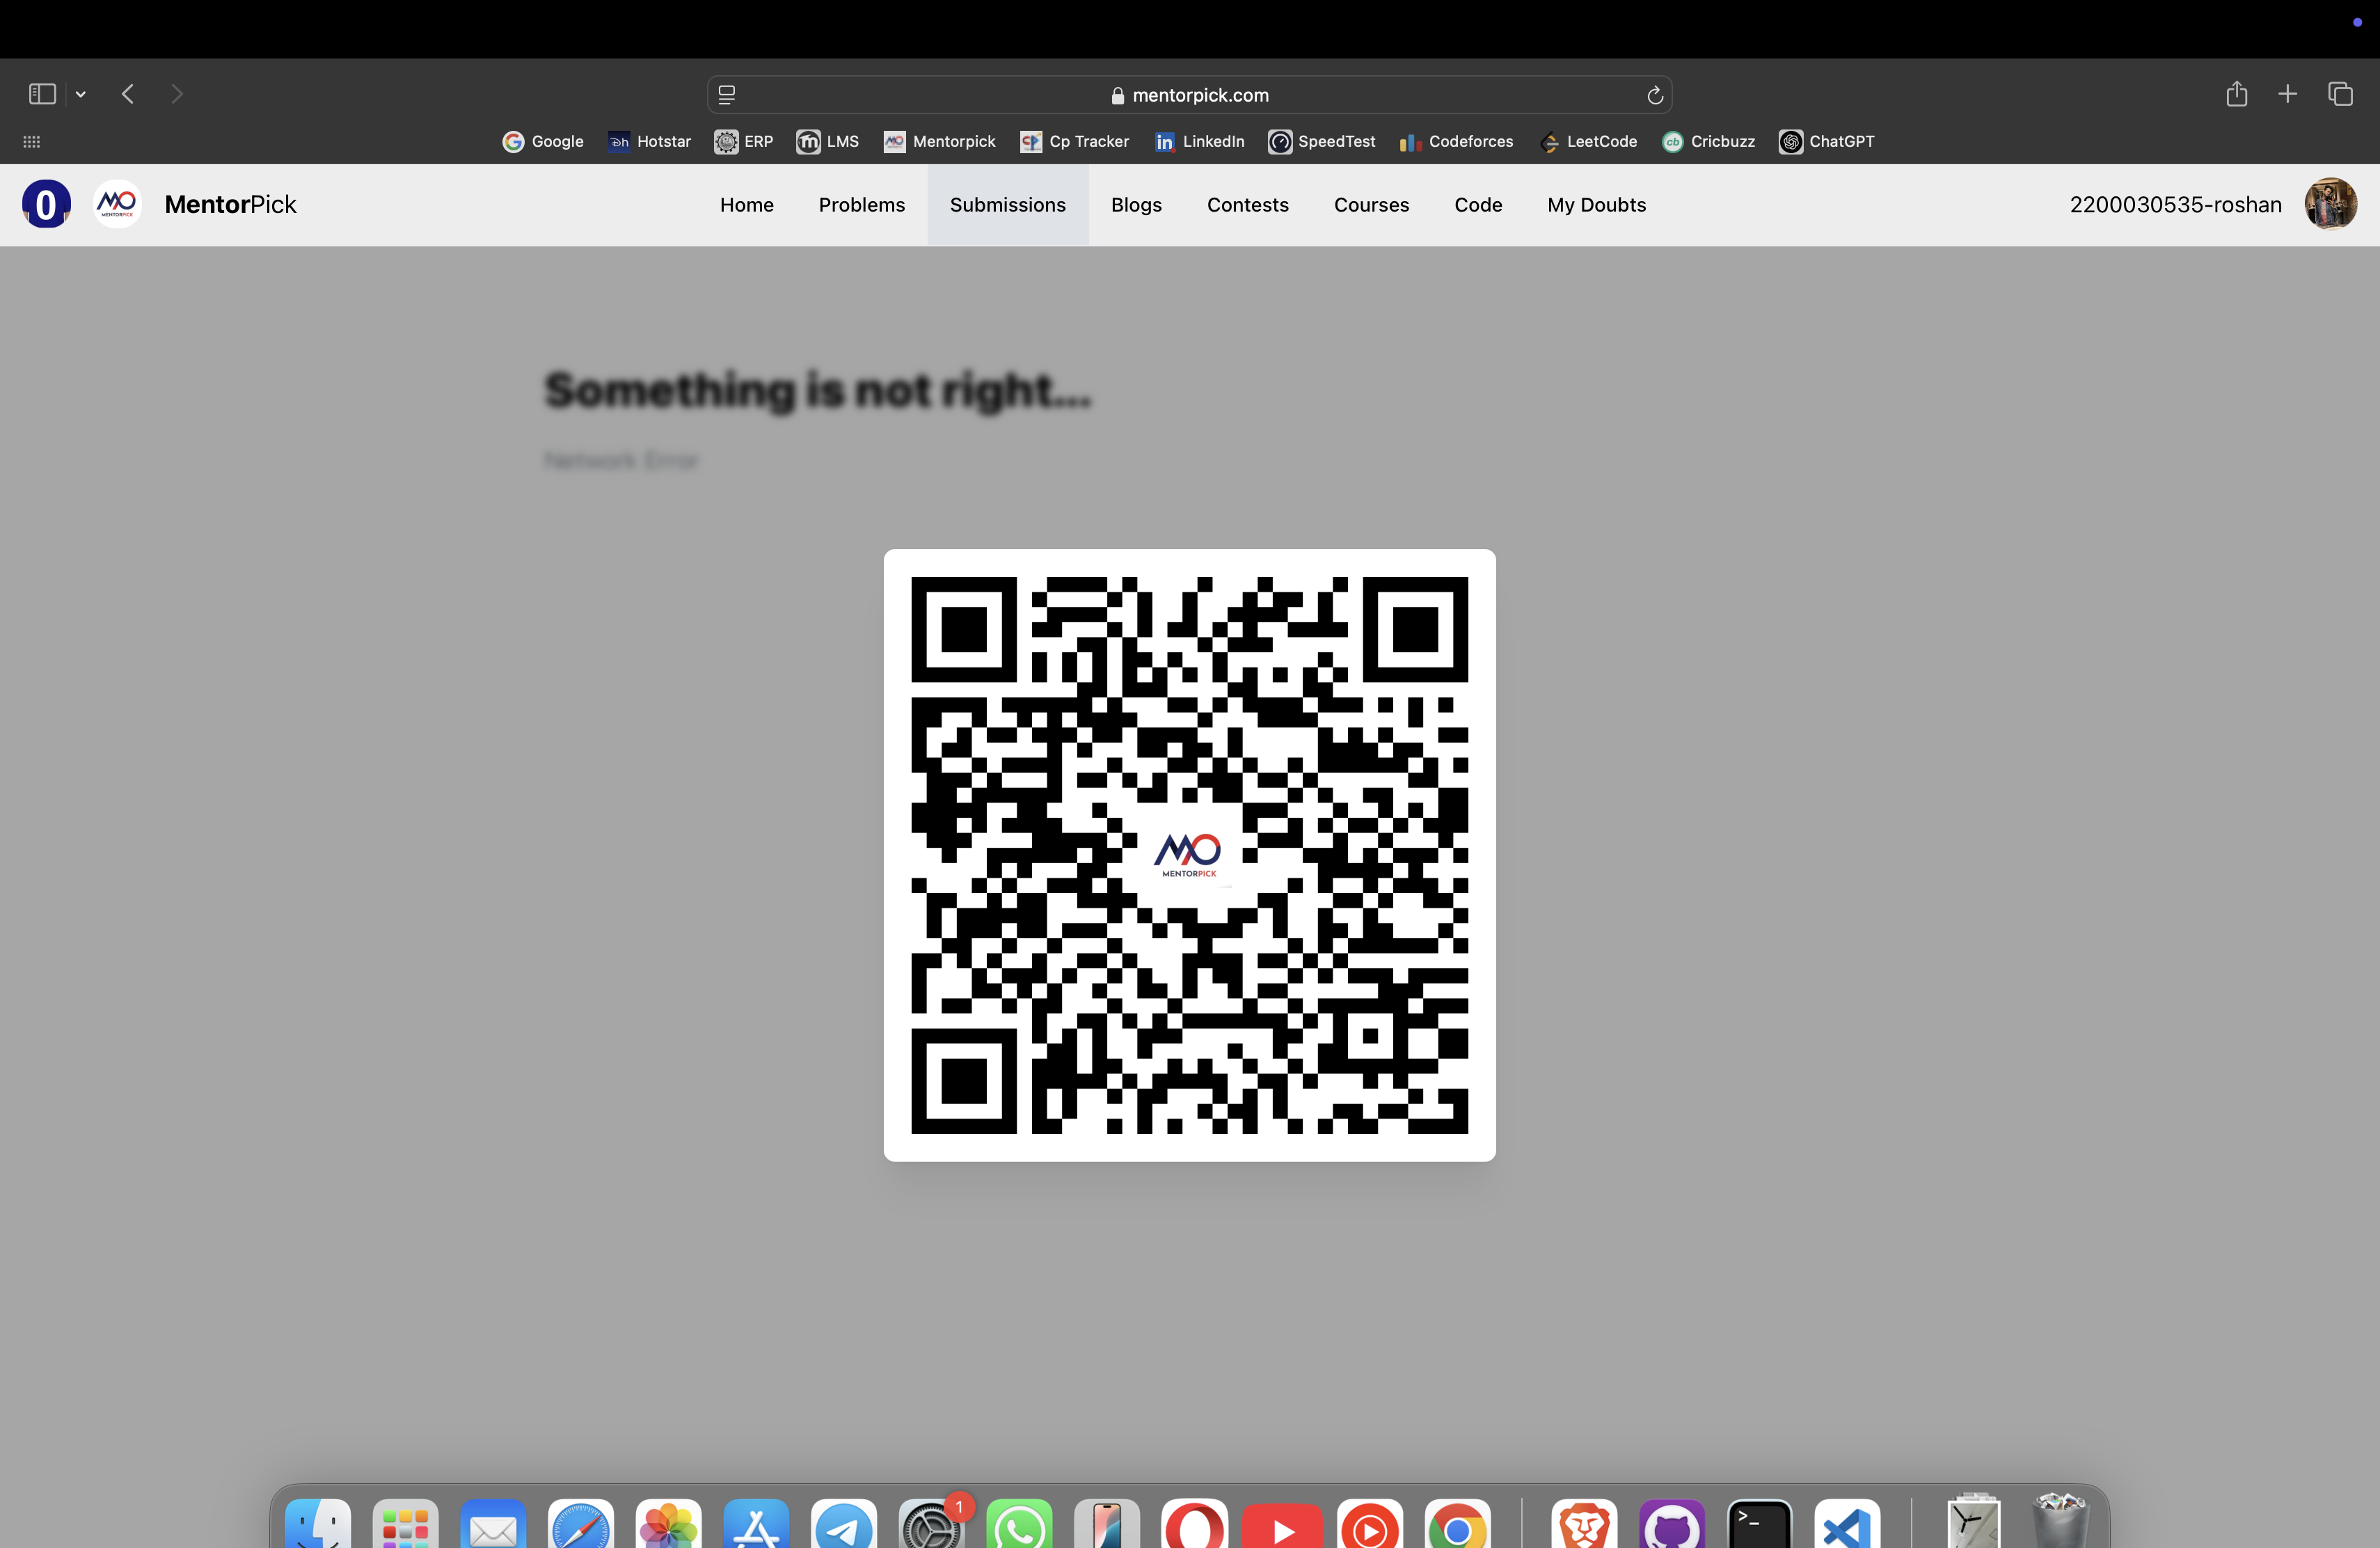 mentorpick.com
Google Hotstar ERP LMS Mentorpick Cp Tracker LinkedIn SpeedTest Codeforces LeetCode Cricbuzz ChatGPT
0 MENTORPICK MentorPick Home Problems Submissions Blogs Contests Courses Code My Doubts 2200030535-roshan
Something is not right...
Network Error
MENTORPICK
1